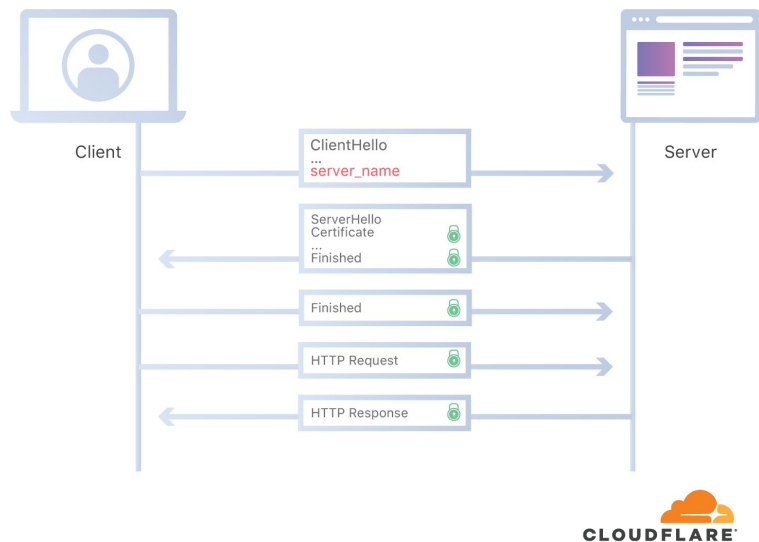 Client
Server
ClientHello
...
server_name
ServerHello
Certificate
...
Finished
Finished
HTTP Request
HTTP Response
CLOUDFLARE